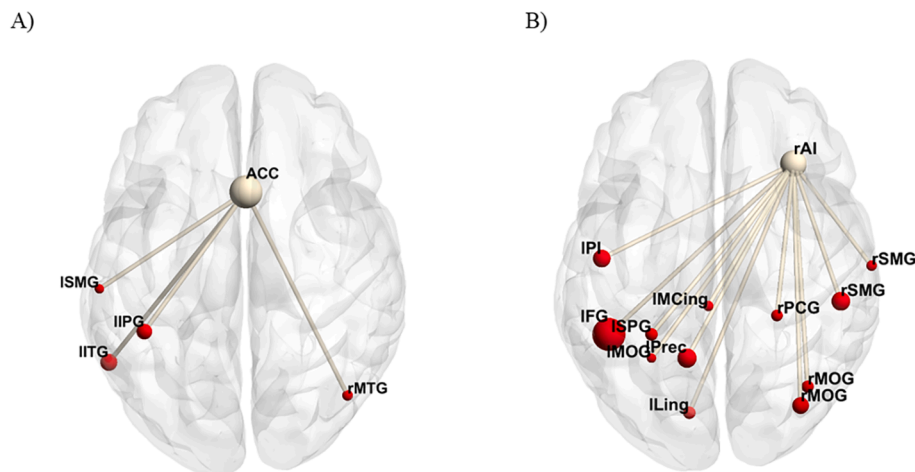 A)
B)
ACC
rAI
lSMG
lIPG
lITG
rMTG
lPI
rSMG
lMCing
rSMG
lFG
lSPG
rPCG
lMOG
lPrec
rMOG
lLing
rMOG